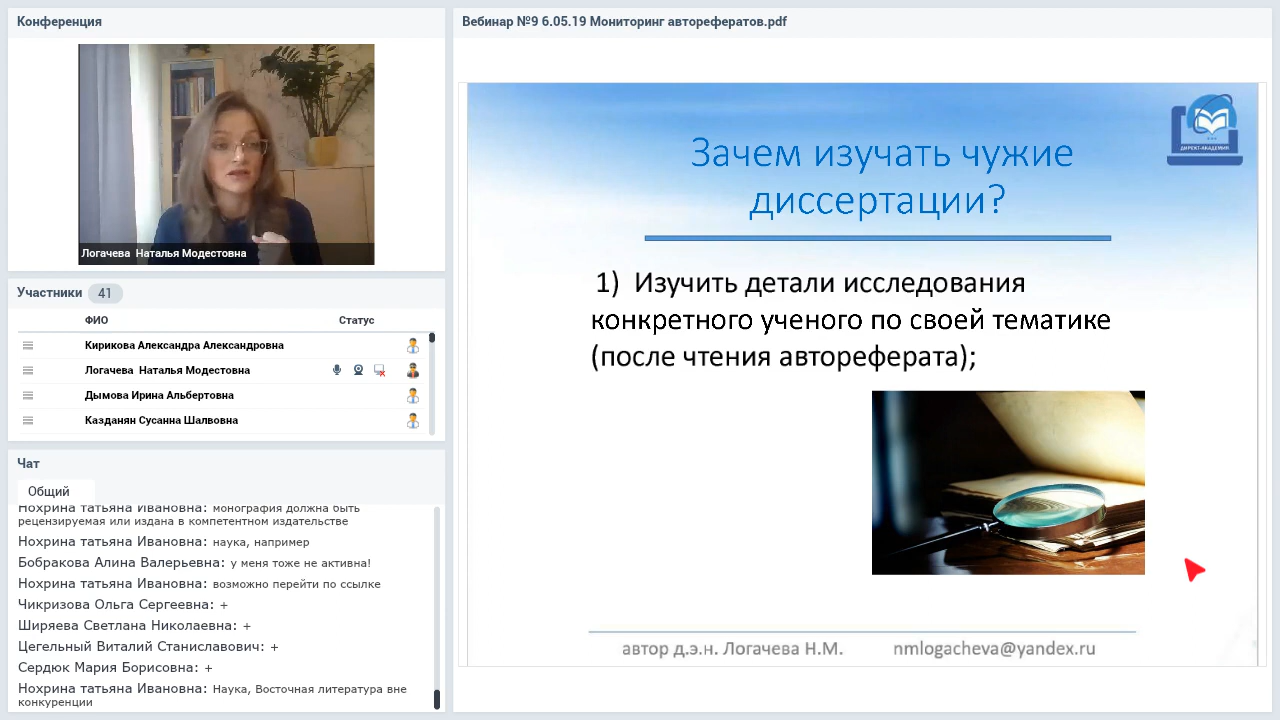 Конференция
Логачева Наталья Модестовна
Участники 41
ФИО Статус
Кирикова Александра Александровна
Логачева Наталья Модестовна
Дымова Ирина Альбертовна
Казданян Сусанна Шалвовна
Чат
Общий
Нохрина татьяна Ивановна: монография должна быть
рецензируемая или издана в компетентном издательстве
Нохрина татьяна Ивановна: наука, например
Бобракова Алина Валерьевна: у меня тоже не активна!
Нохрина татьяна Ивановна: возможно перейти по ссылке
Чикризова Ольга Сергеевна: +
Ширяева Светлана Николаевна: +
Цегельный Виталий Станиславович: +
Сердюк Мария Борисовна: +
Нохрина татьяна Ивановна: Наука, Восточная литература вне
конкуренции
Вебинар №9 6.05.19 Мониторинг авторефератов.pdf
ДИРЕКТ-АКАДЕМИЯ
Зачем изучать чужие
диссертации?
1) Изучить детали исследования
конкретного ученого по своей тематике
(после чтения автореферата);
автор д.э.н. Логачева Н.М. nmlogacheva@yandex.ru